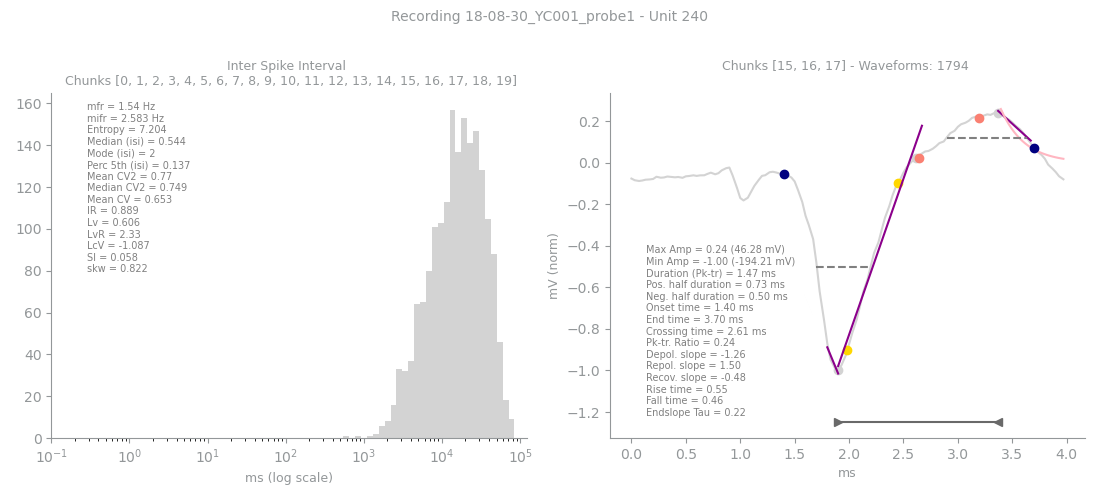 Recording 18-08-30_YC001_probe1 - Unit 240
Inter Spike Interval
Chunks [0, 1, 2, 3, 4, 5, 6, 7, 8, 9, 10, 11, 12, 13, 14, 15, 16, 17, 18, 19]
160
140
120
100
80
60
40
20
0
mfr = 1.54 Hz
mifr = 2.583 Hz
Entropy = 7.204
Median (isi) = 0.544
Mode (isi) = 2
Perc 5th (isi) = 0.137
Mean CV2 = 0.77
Median CV2 = 0.749
Mean CV = 0.653
IR = 0.889
Lv = 0.606
LvR = 2.33
LcV = -1.087
SI = 0.058
skw = 0.822
10⁻¹ 10⁰ 10¹ 10² 10³ 10⁴ 10⁵
ms (log scale)
Chunks [15, 16, 17] - Waveforms: 1794
mV (norm)
0.2
0.0
−0.2
−0.4
−0.6
−0.8
−1.0
−1.2
Max Amp = 0.24 (46.28 mV)
Min Amp = -1.00 (-194.21 mV)
Duration (Pk-tr) = 1.47 ms
Pos. half duration = 0.73 ms
Neg. half duration = 0.50 ms
Onset time = 1.40 ms
End time = 3.70 ms
Crossing time = 2.61 ms
Pk-tr. Ratio = 0.24
Depol. slope = -1.26
Repol. slope = 1.50
Recov. slope = -0.48
Rise time = 0.55
Fall time = 0.46
Endslope Tau = 0.22
0.0 0.5 1.0 1.5 2.0 2.5 3.0 3.5 4.0
ms